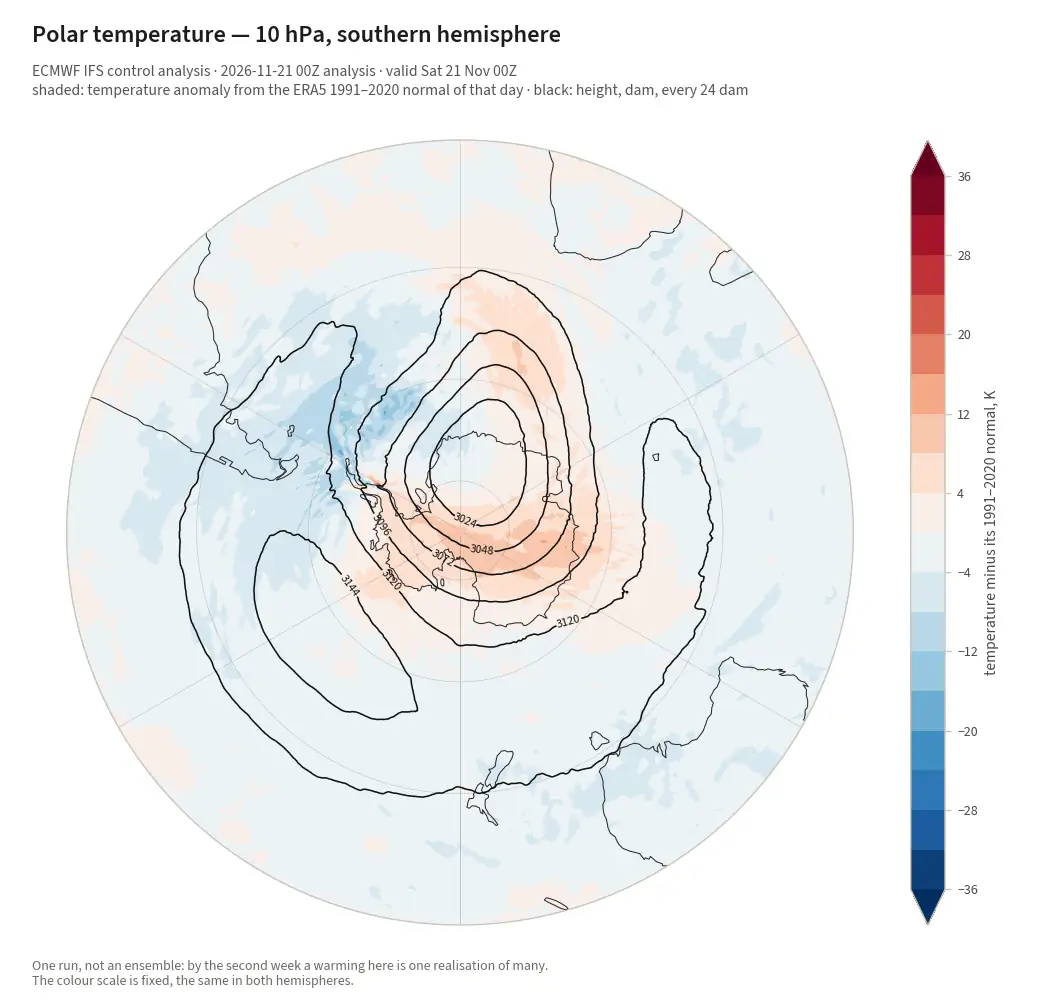 Polar temperature — 10 hPa, southern hemisphere
ECMWF IFS control analysis · 2026-11-21 00Z analysis · valid Sat 21 Nov 00Z
shaded: temperature anomaly from the ERA5 1991–2020 normal of that day · black: height, dam, every 24 dam
36
28
20
12
4
−4
−12
−20
−28
−36
temperature minus its 1991–2020 normal, K
3024
3048
3096
3120
3144
3120
One run, not an ensemble: by the second week a warming here is one realisation of many.
The colour scale is fixed, the same in both hemispheres.